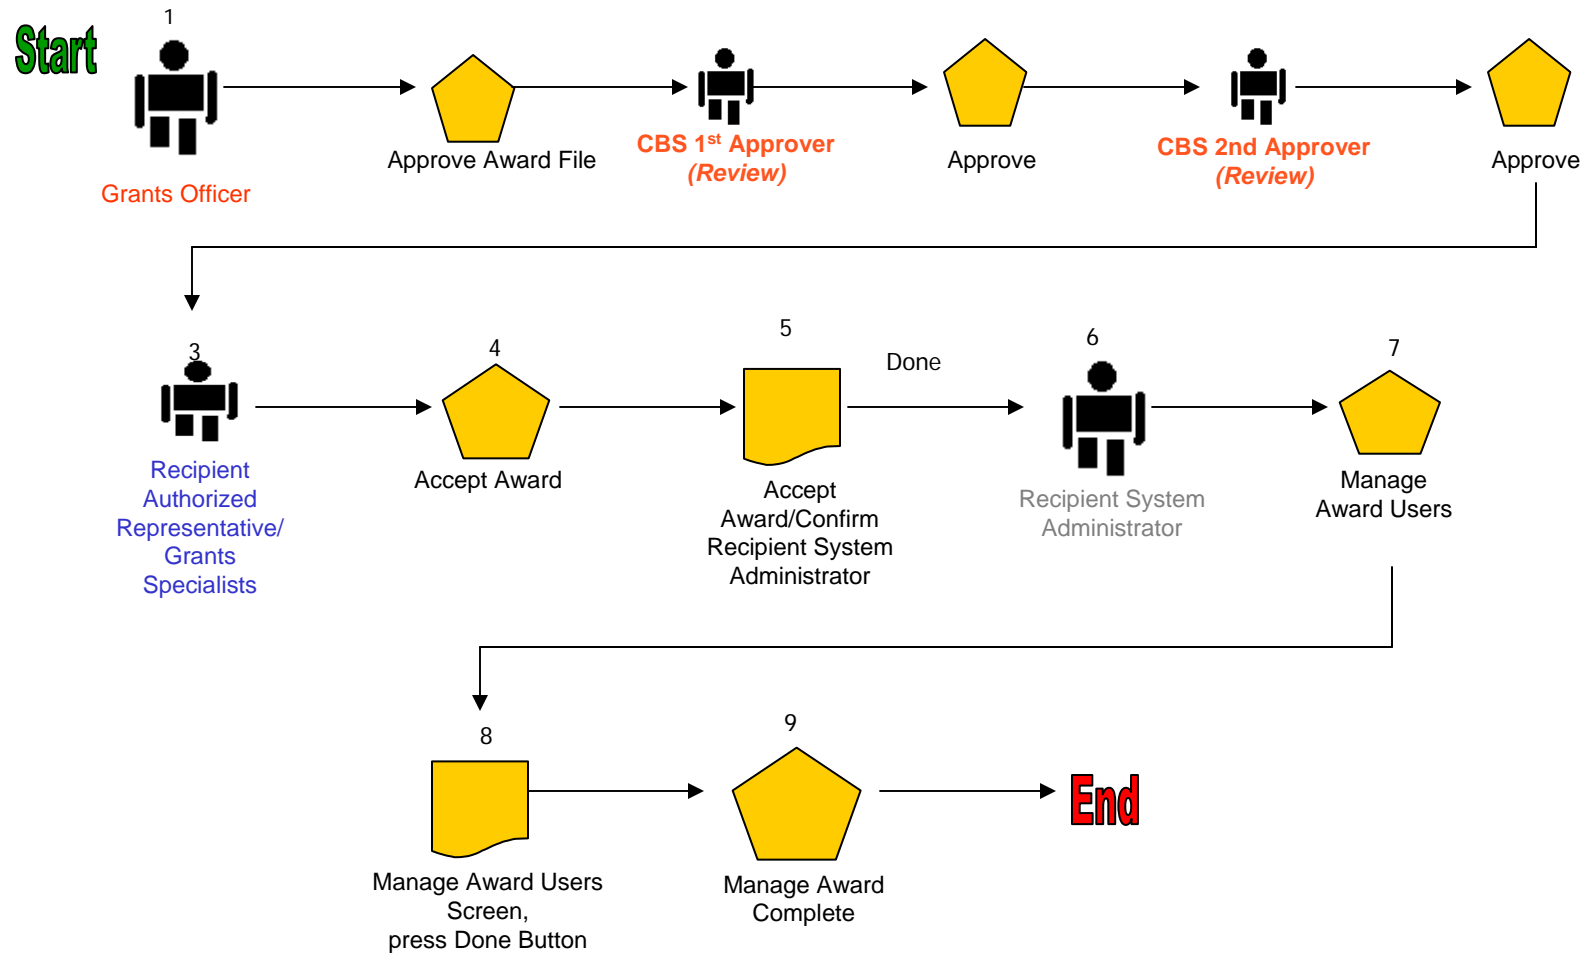 Start
1
Grants Officer
Approve Award File
CBS 1st Approver
(Review)
Approve
CBS 2nd Approver
(Review)
Approve
3
Recipient
Authorized
Representative/
Grants
Specialists
4
Accept Award
5
Accept
Award/Confirm
Recipient System
Administrator
Done
6
Recipient System
Administrator
7
Manage
Award Users
8
Manage Award Users
Screen,
press Done Button
9
Manage Award
Complete
End